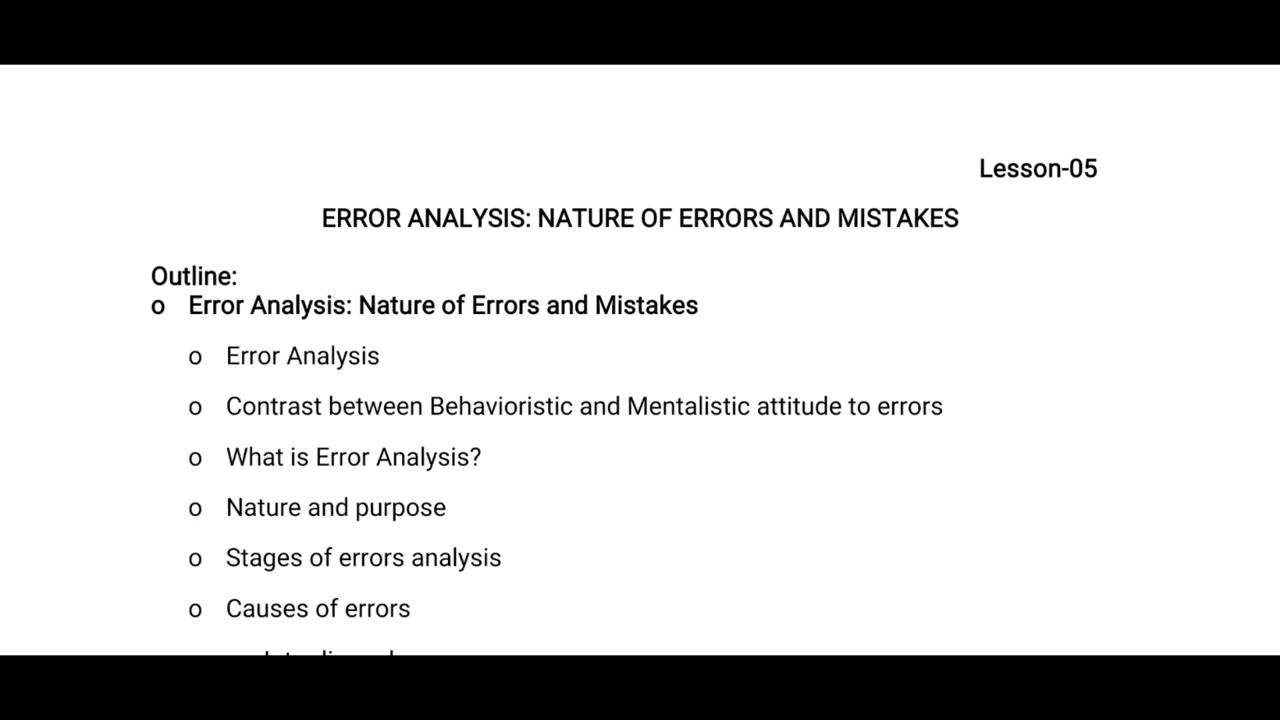 Lesson-05
ERROR ANALYSIS: NATURE OF ERRORS AND MISTAKES
Outline:
o Error Analysis: Nature of Errors and Mistakes
o Error Analysis
o Contrast between Behavioristic and Mentalistic attitude to errors
o What is Error Analysis?
o Nature and purpose
o Stages of errors analysis
o Causes of errors